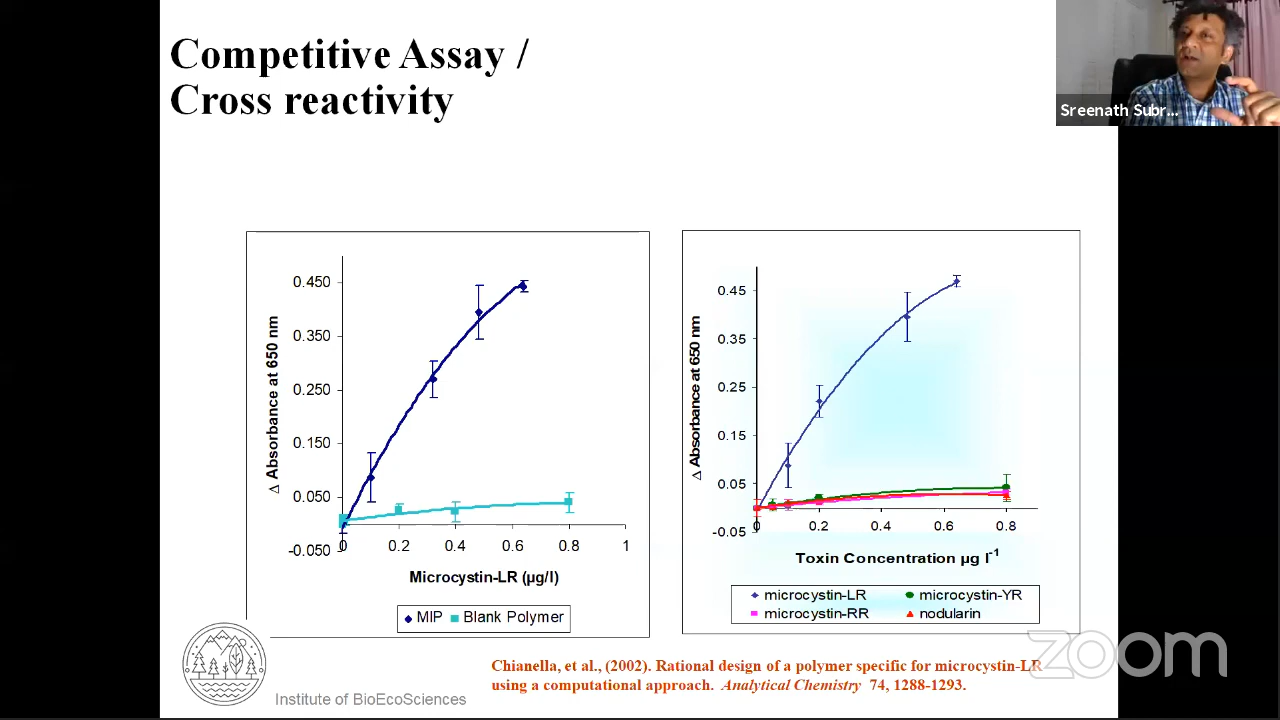 Competitive Assay /
Cross reactivity
Sreenath Subr...
0.450
0.350
0.250
0.150
0.050
-0.050
Δ Absorbance at 650 nm
0 0.2 0.4 0.6 0.8 1
Microcystin-LR (µg/l)
MIP Blank Polymer
0.45
0.35
0.25
0.15
0.05
-0.05
Δ Absorbance at 650 nm
0 0.2 0.4 0.6 0.8
Toxin Concentration µg l⁻¹
microcystin-LR microcystin-YR
microcystin-RR nodularin
Chianella, et al., (2002). Rational design of a polymer specific for microcystin-LR
using a computational approach. Analytical Chemistry 74, 1288-1293.
Institute of BioEcoSciences
zoom